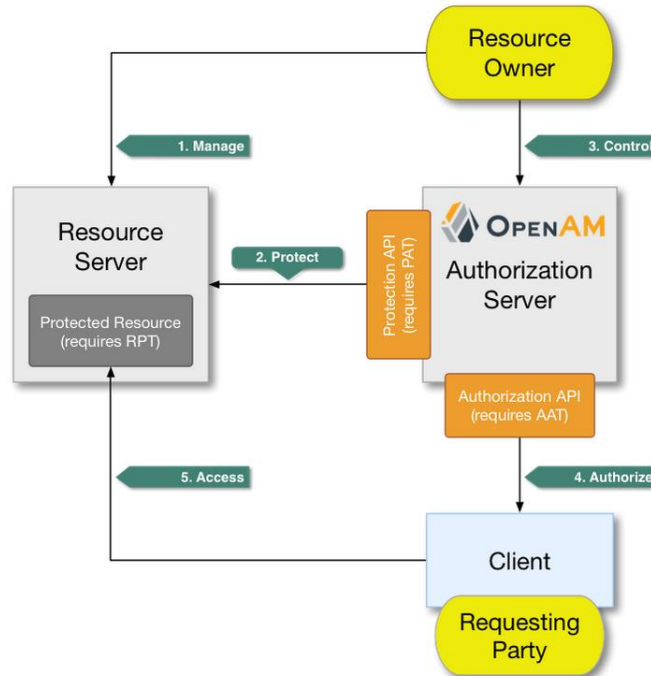 Resource
Owner
1. Manage
3. Control
OPENAM
Resource
Server
Protection API
(requires PAT)
2. Protect
Authorization
Server
Protected Resource
(requires RPT)
Authorization API
(requires AAT)
5. Access
4. Authorize
Client
Requesting
Party